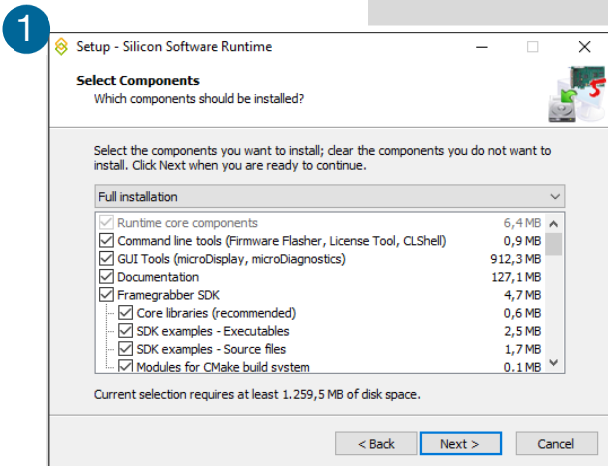 1
Setup - Silicon Software Runtime
Select Components
Which components should be installed?
Select the components you want to install; clear the components you do not want to
install. Click Next when you are ready to continue.
Full installation
Runtime core components 6,4 MB
Command line tools (Firmware Flasher, License Tool, CLShell) 0,9 MB
GUI Tools (microDisplay, microDiagnostics) 912,3 MB
Documentation 127,1 MB
Framegrabber SDK 4,7 MB
Core libraries (recommended) 0,6 MB
SDK examples - Executables 2,5 MB
SDK examples - Source files 1,7 MB
Modules for CMake build system 0,1 MB
Current selection requires at least 1.259,5 MB of disk space.
< Back Next > Cancel